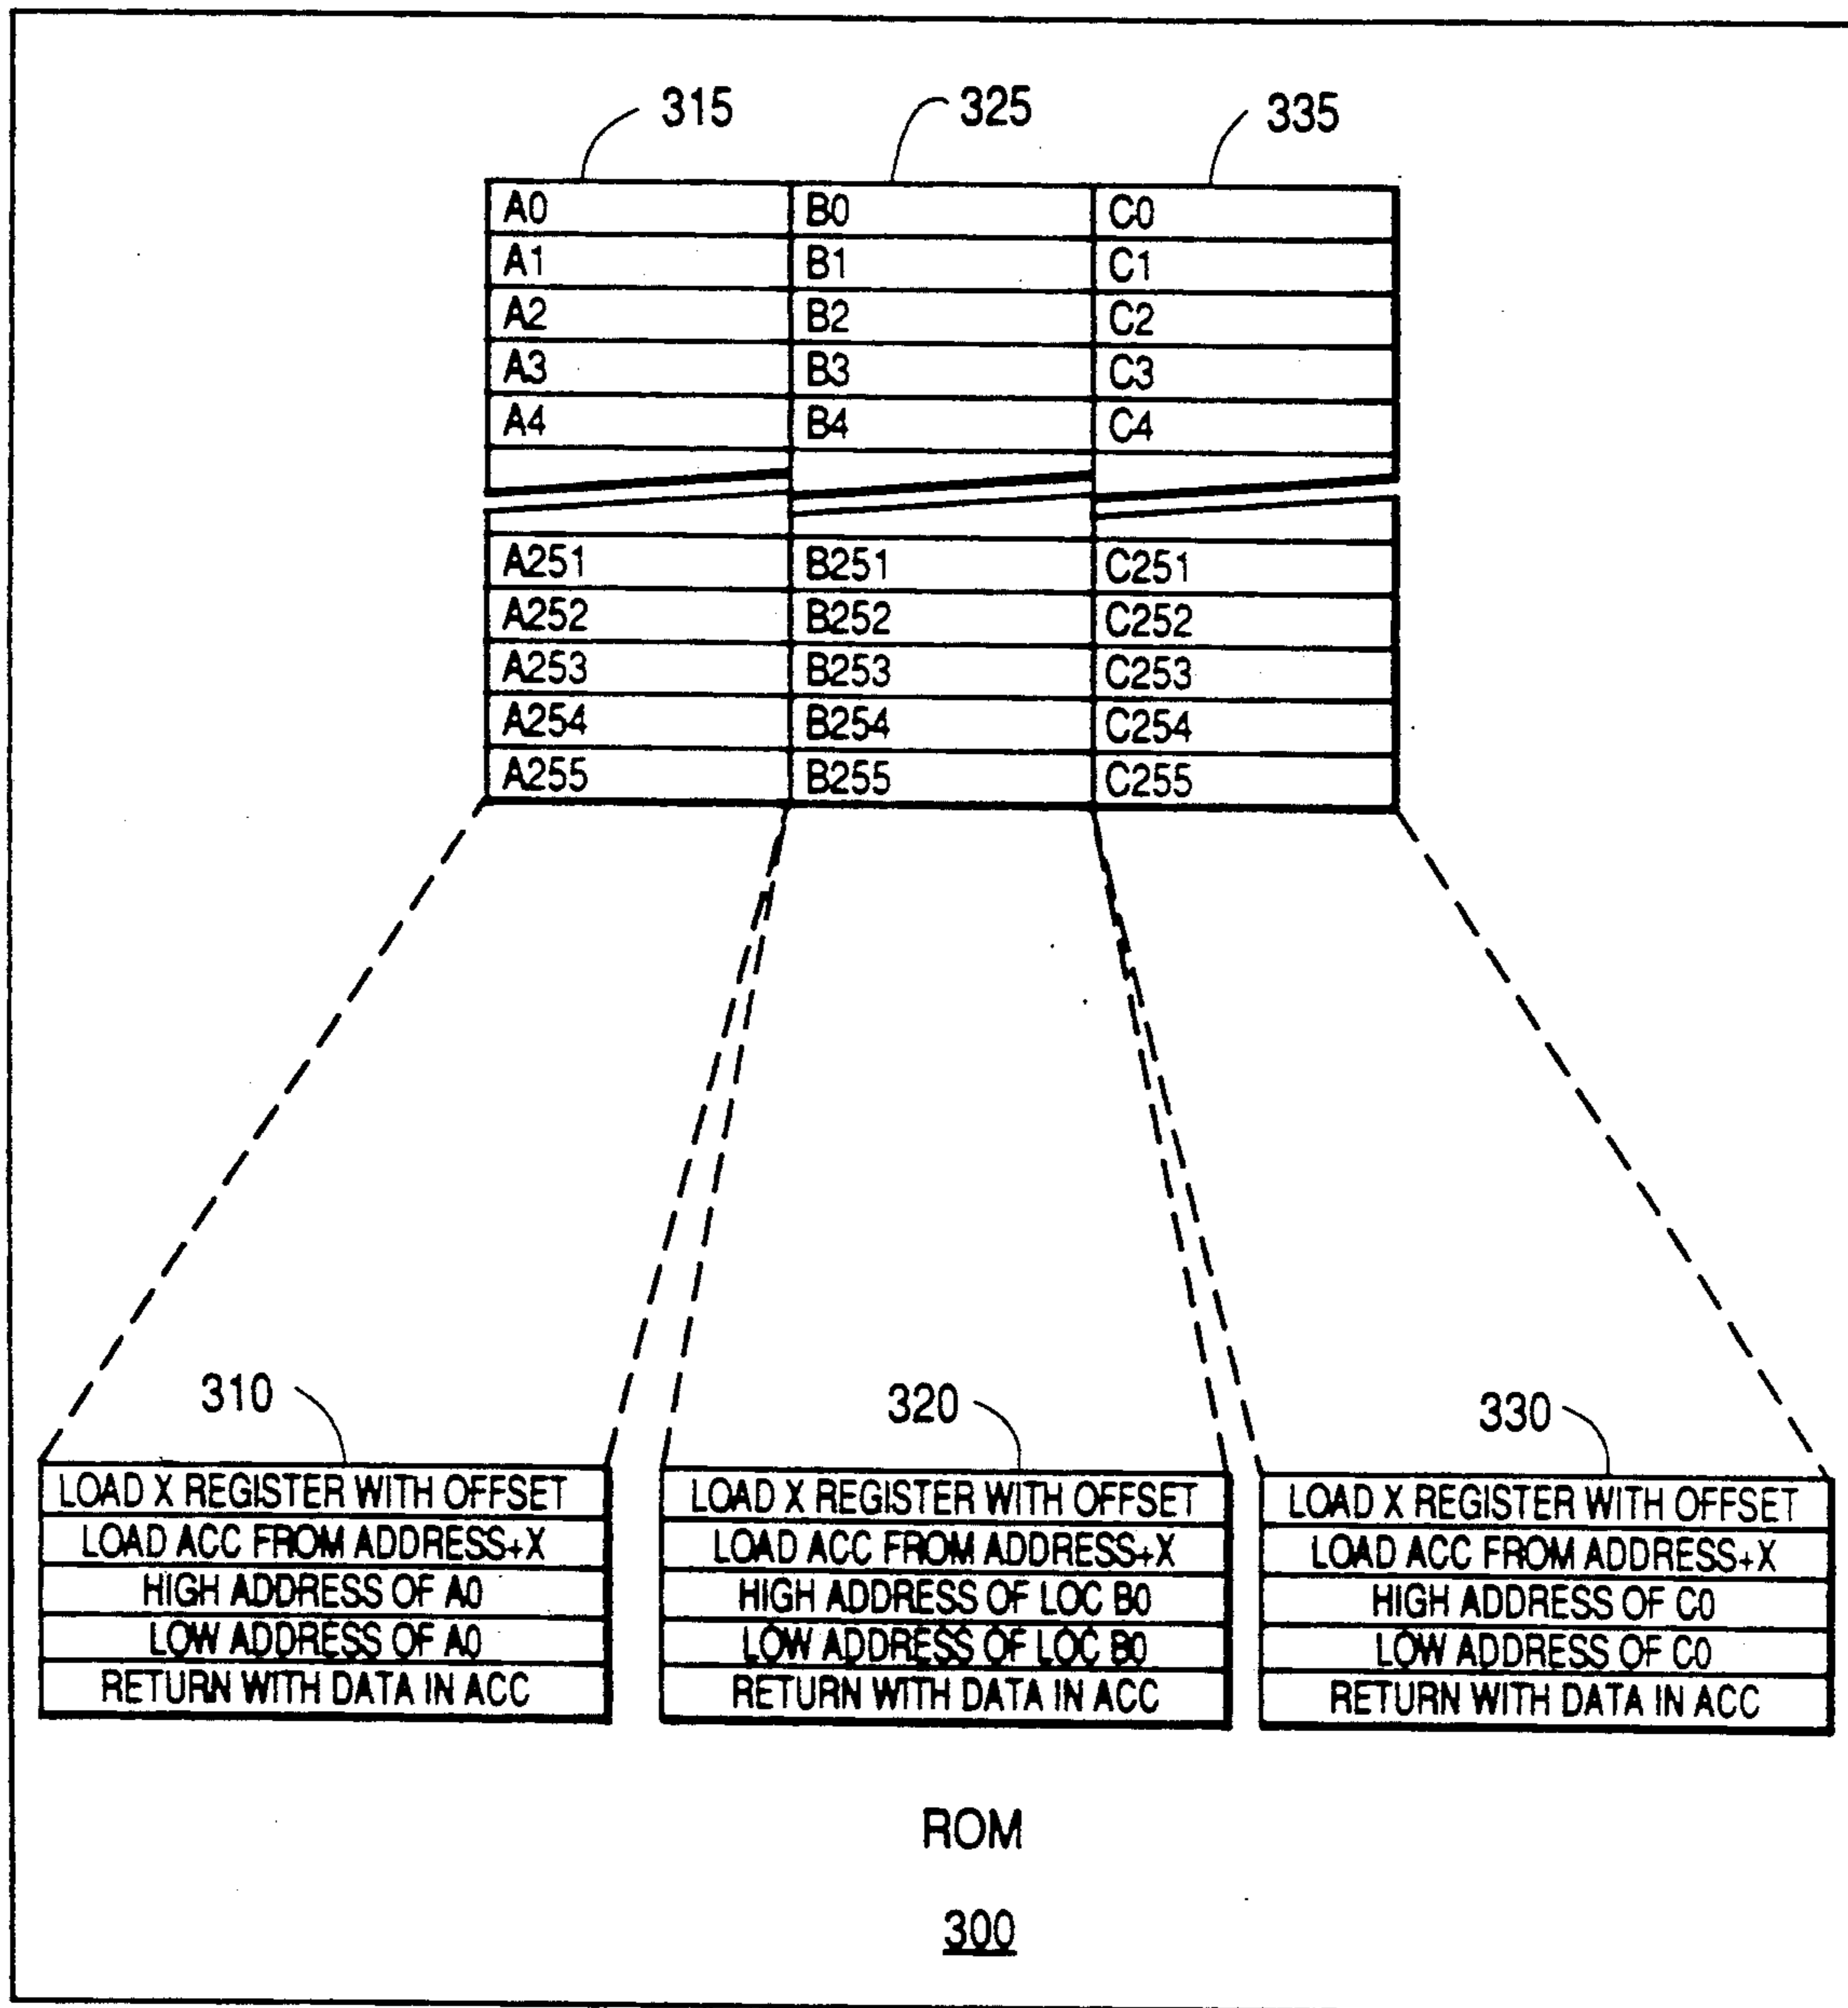 315 325 335
A0 B0 C0
A1 B1 C1
A2 B2 C2
A3 B3 C3
A4 B4 C4
A251 B251 C251
A252 B252 C252
A253 B253 C253
A254 B254 C254
A255 B255 C255
310 320 330
LOAD X REGISTER WITH OFFSET
LOAD ACC FROM ADDRESS+X
HIGH ADDRESS OF A0
LOW ADDRESS OF A0
RETURN WITH DATA IN ACC
LOAD X REGISTER WITH OFFSET
LOAD ACC FROM ADDRESS+X
HIGH ADDRESS OF LOC B0
LOW ADDRESS OF LOC B0
RETURN WITH DATA IN ACC
LOAD X REGISTER WITH OFFSET
LOAD ACC FROM ADDRESS+X
HIGH ADDRESS OF C0
LOW ADDRESS OF C0
RETURN WITH DATA IN ACC
ROM
300